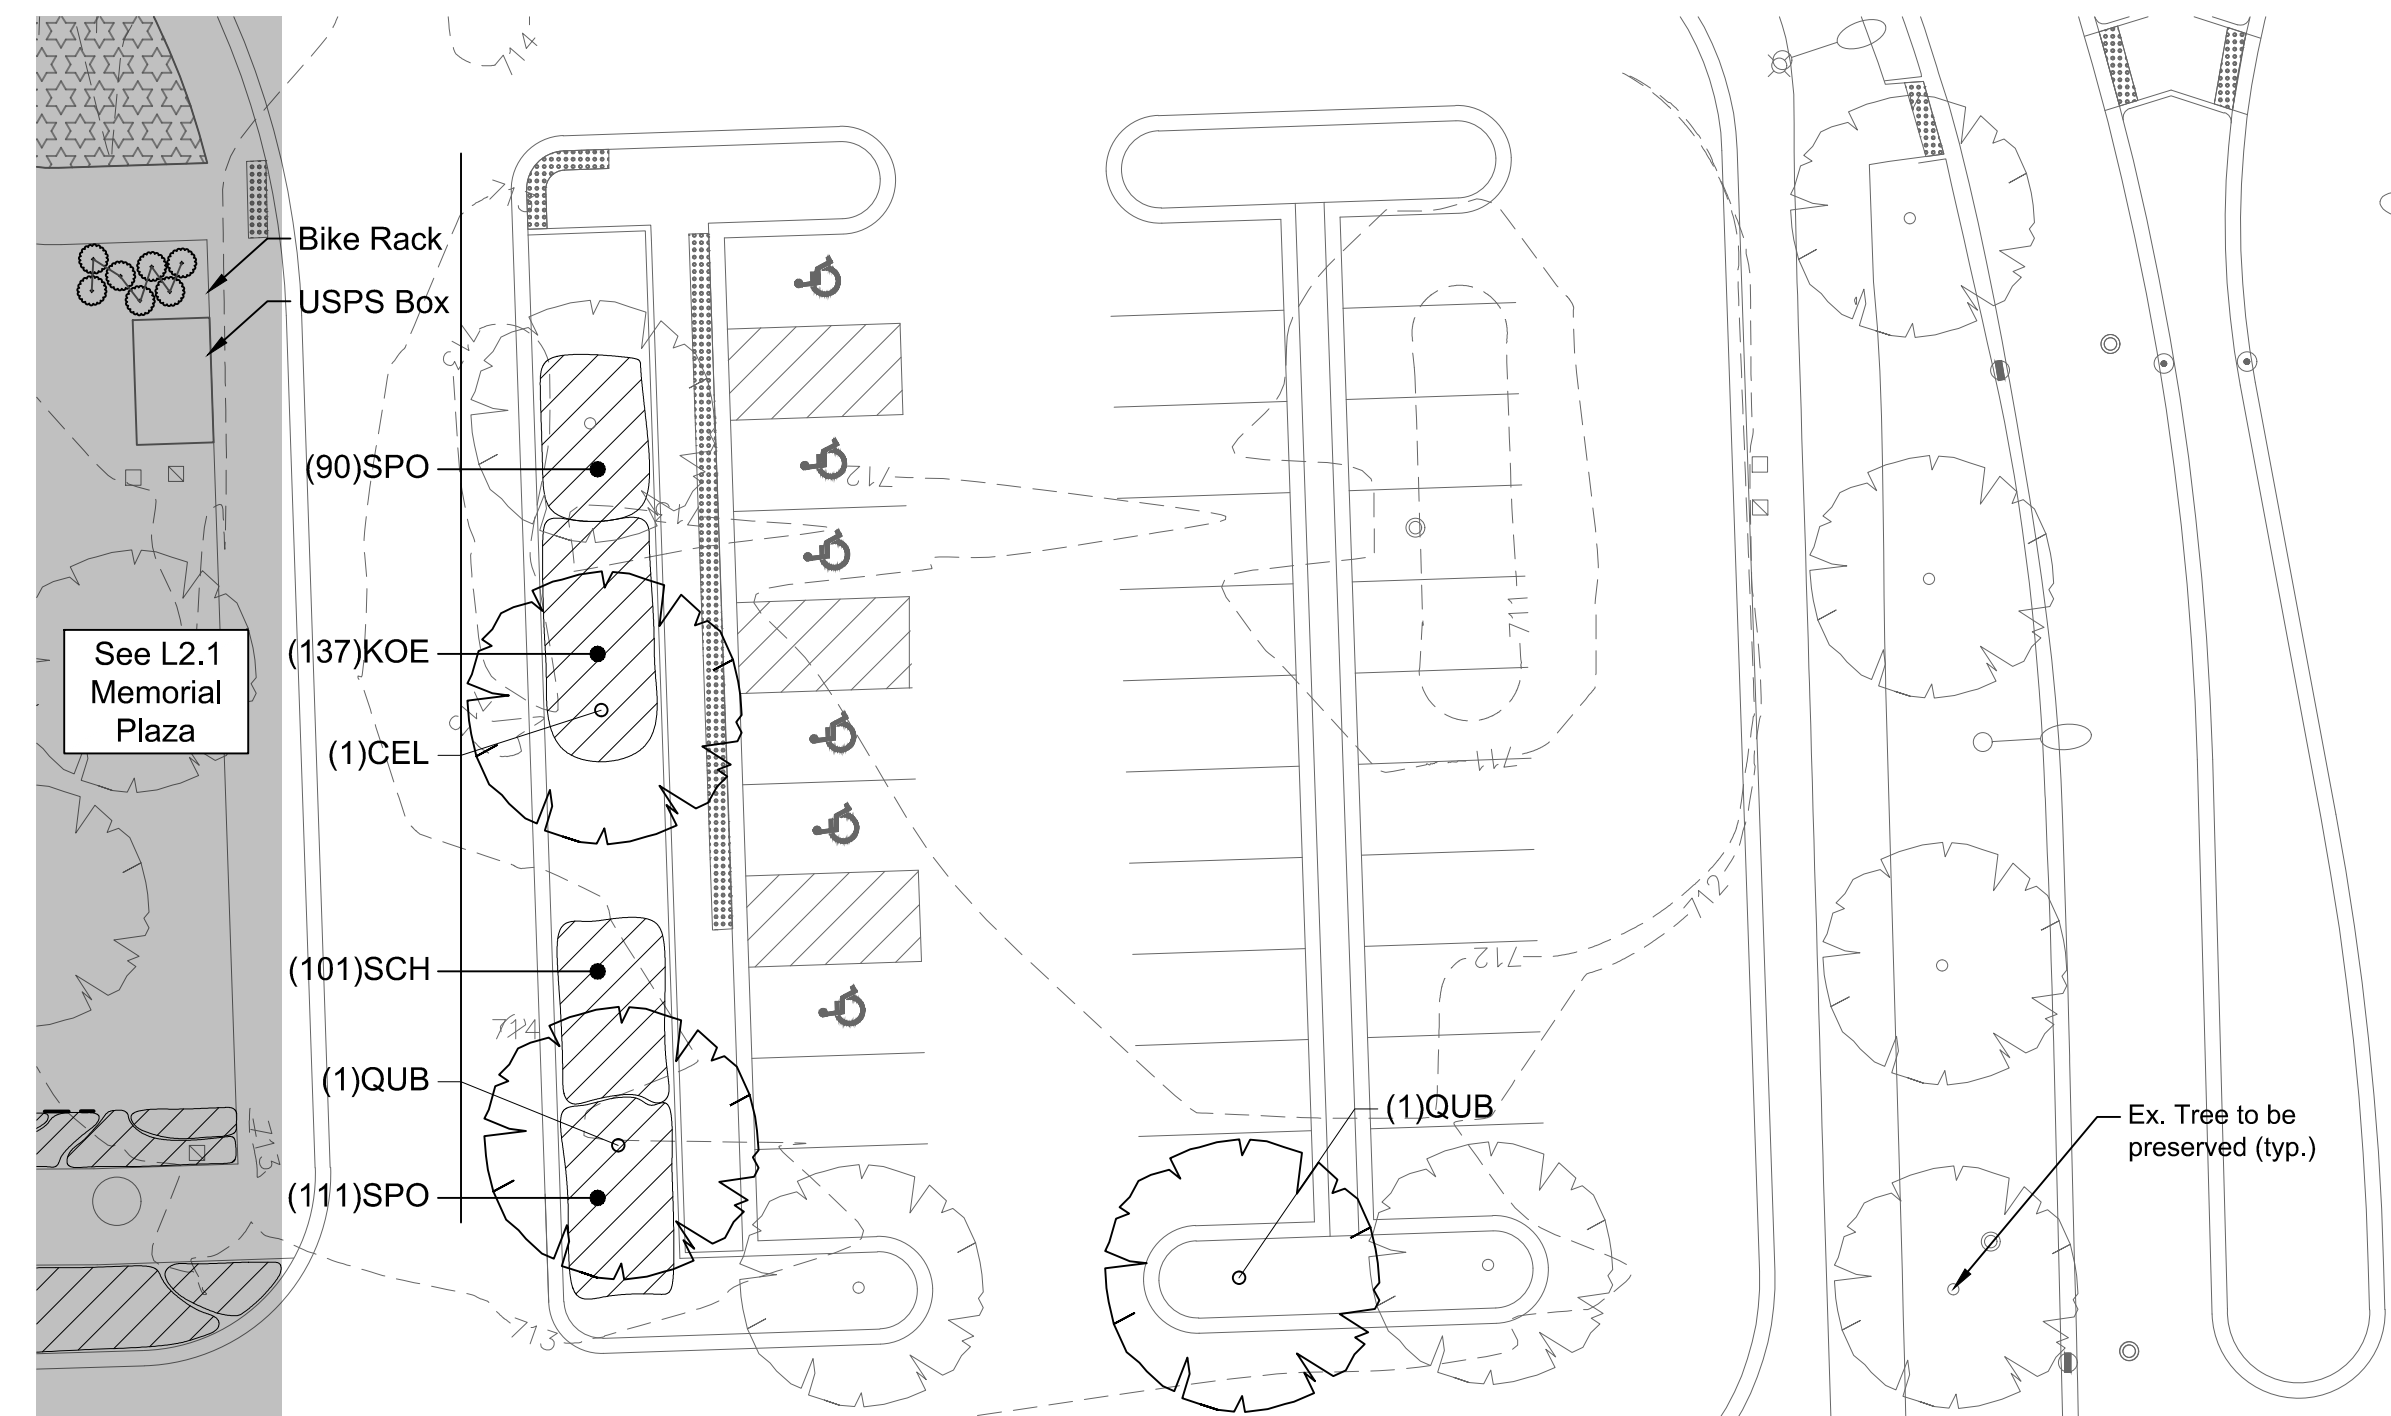 714
Bike Rack
USPS Box
(90)SPO
712
See L2.1
Memorial
Plaza
(137)KOE
711
(1)CEL
711
712
712
(101)SCH
714
(1)QUB
(1)QUB
Ex. Tree to be
preserved (typ.)
713
(111)SPO
713